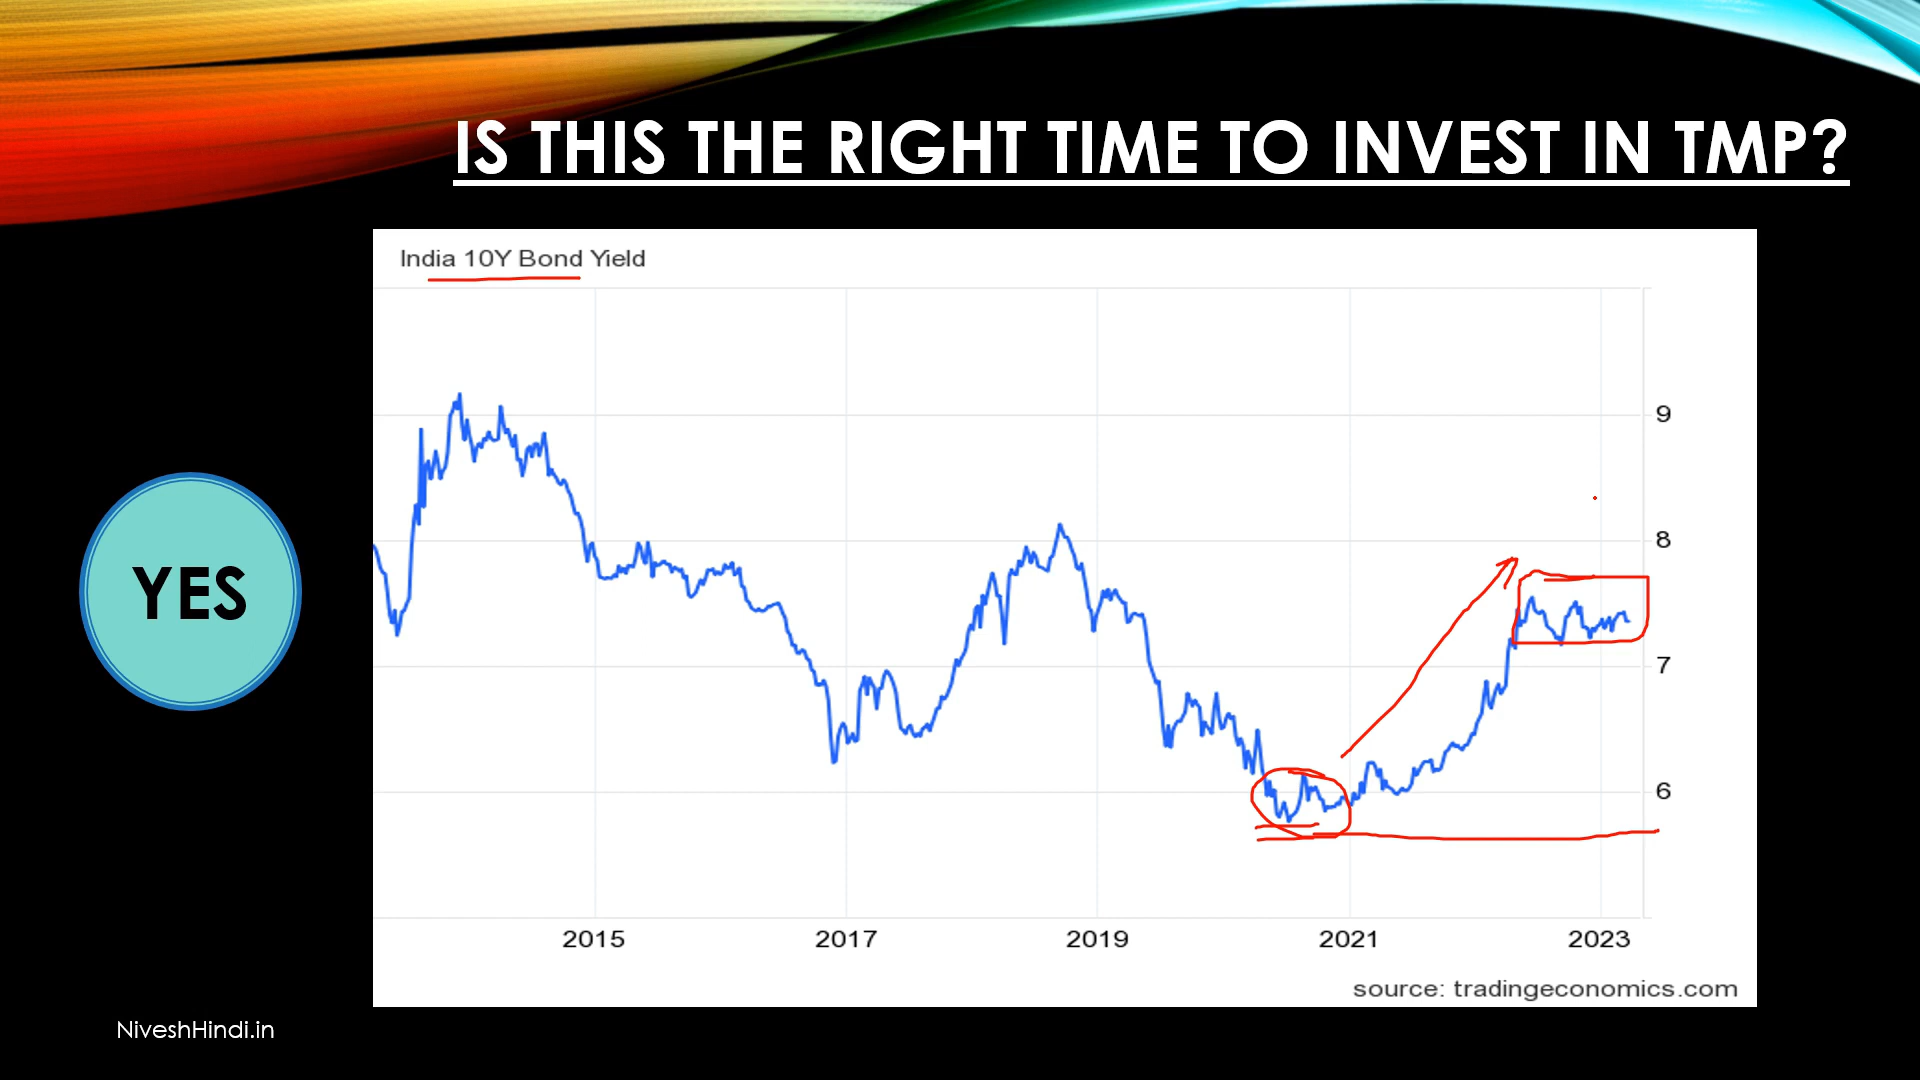 IS THIS THE RIGHT TIME TO INVEST IN TMP?
India 10Y Bond Yield
9
8
YES
7
6
2015 2017 2019 2021 2023
source: tradingeconomics.com
NiveshHindi.in